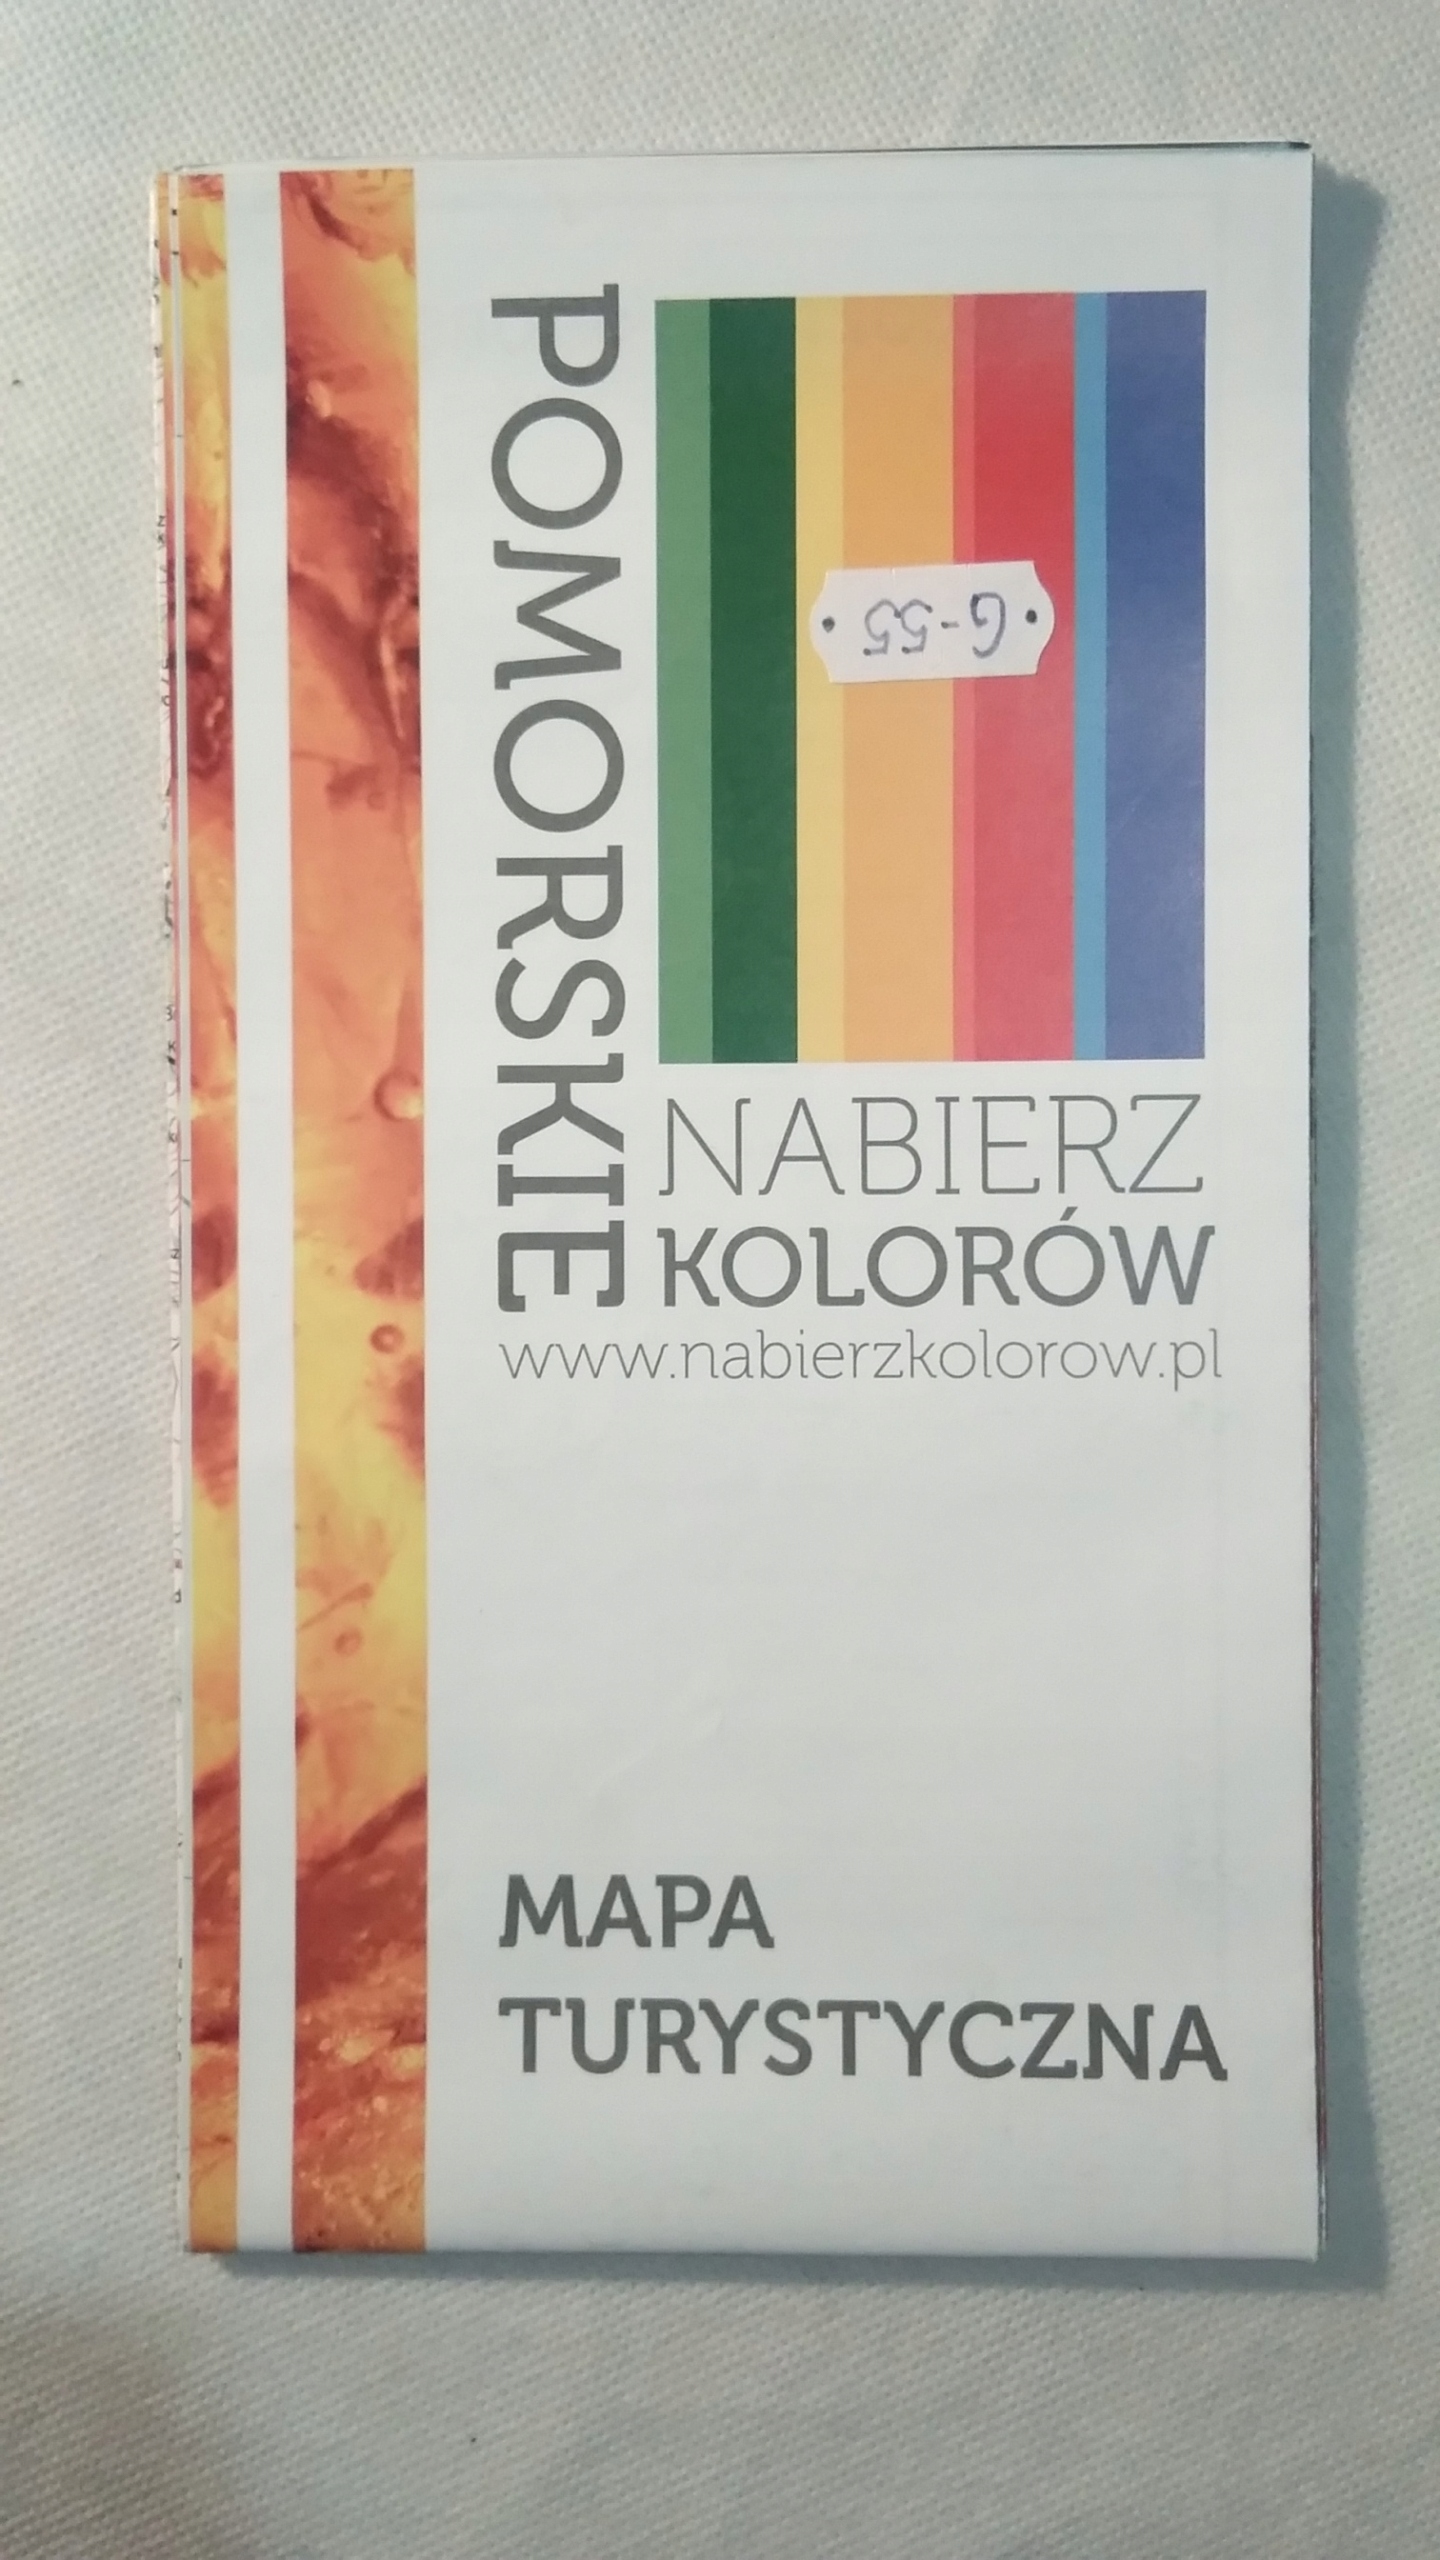 POMORSKIE
G-55
NABIERZ
KOLORÓW
www.nabierzkolorow.pl
MAPA
TURYSTYCZNA